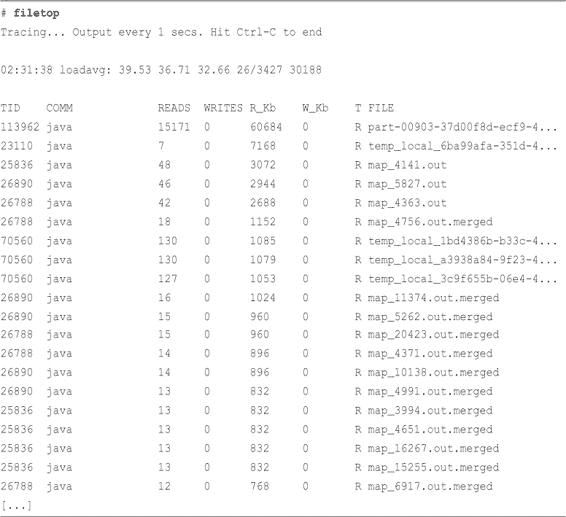 # filetop
Tracing... Output every 1 secs. Hit Ctrl-C to end
02:31:38 loadavg: 39.53 36.71 32.66 26/3427 30188
TID COMM READS WRITES R_Kb W_Kb T FILE
113962 java 15171 0 60684 0 R part-00903-37d00f8d-ecf9-4...
23110 java 7 0 7168 0 R temp_local_6ba99afa-351d-4...
25836 java 48 0 3072 0 R map_4141.out
26890 java 46 0 2944 0 R map_5827.out
26788 java 42 0 2688 0 R map_4363.out
26788 java 18 0 1152 0 R map_4756.out.merged
70560 java 130 0 1085 0 R temp_local_1bd4386b-b33c-4...
70560 java 130 0 1079 0 R temp_local_a3938a84-9f23-4...
70560 java 127 0 1053 0 R temp_local_3c9f655b-06e4-4...
26890 java 16 0 1024 0 R map_11374.out.merged
26890 java 15 0 960 0 R map_5262.out.merged
26788 java 15 0 960 0 R map_20423.out.merged
26788 java 14 0 896 0 R map_4371.out.merged
26890 java 14 0 896 0 R map_10138.out.merged
26890 java 13 0 832 0 R map_4991.out.merged
25836 java 13 0 832 0 R map_3994.out.merged
25836 java 13 0 832 0 R map_4651.out.merged
25836 java 13 0 832 0 R map_16267.out.merged
25836 java 13 0 832 0 R map_15255.out.merged
26788 java 12 0 768 0 R map_6917.out.merged
[...]